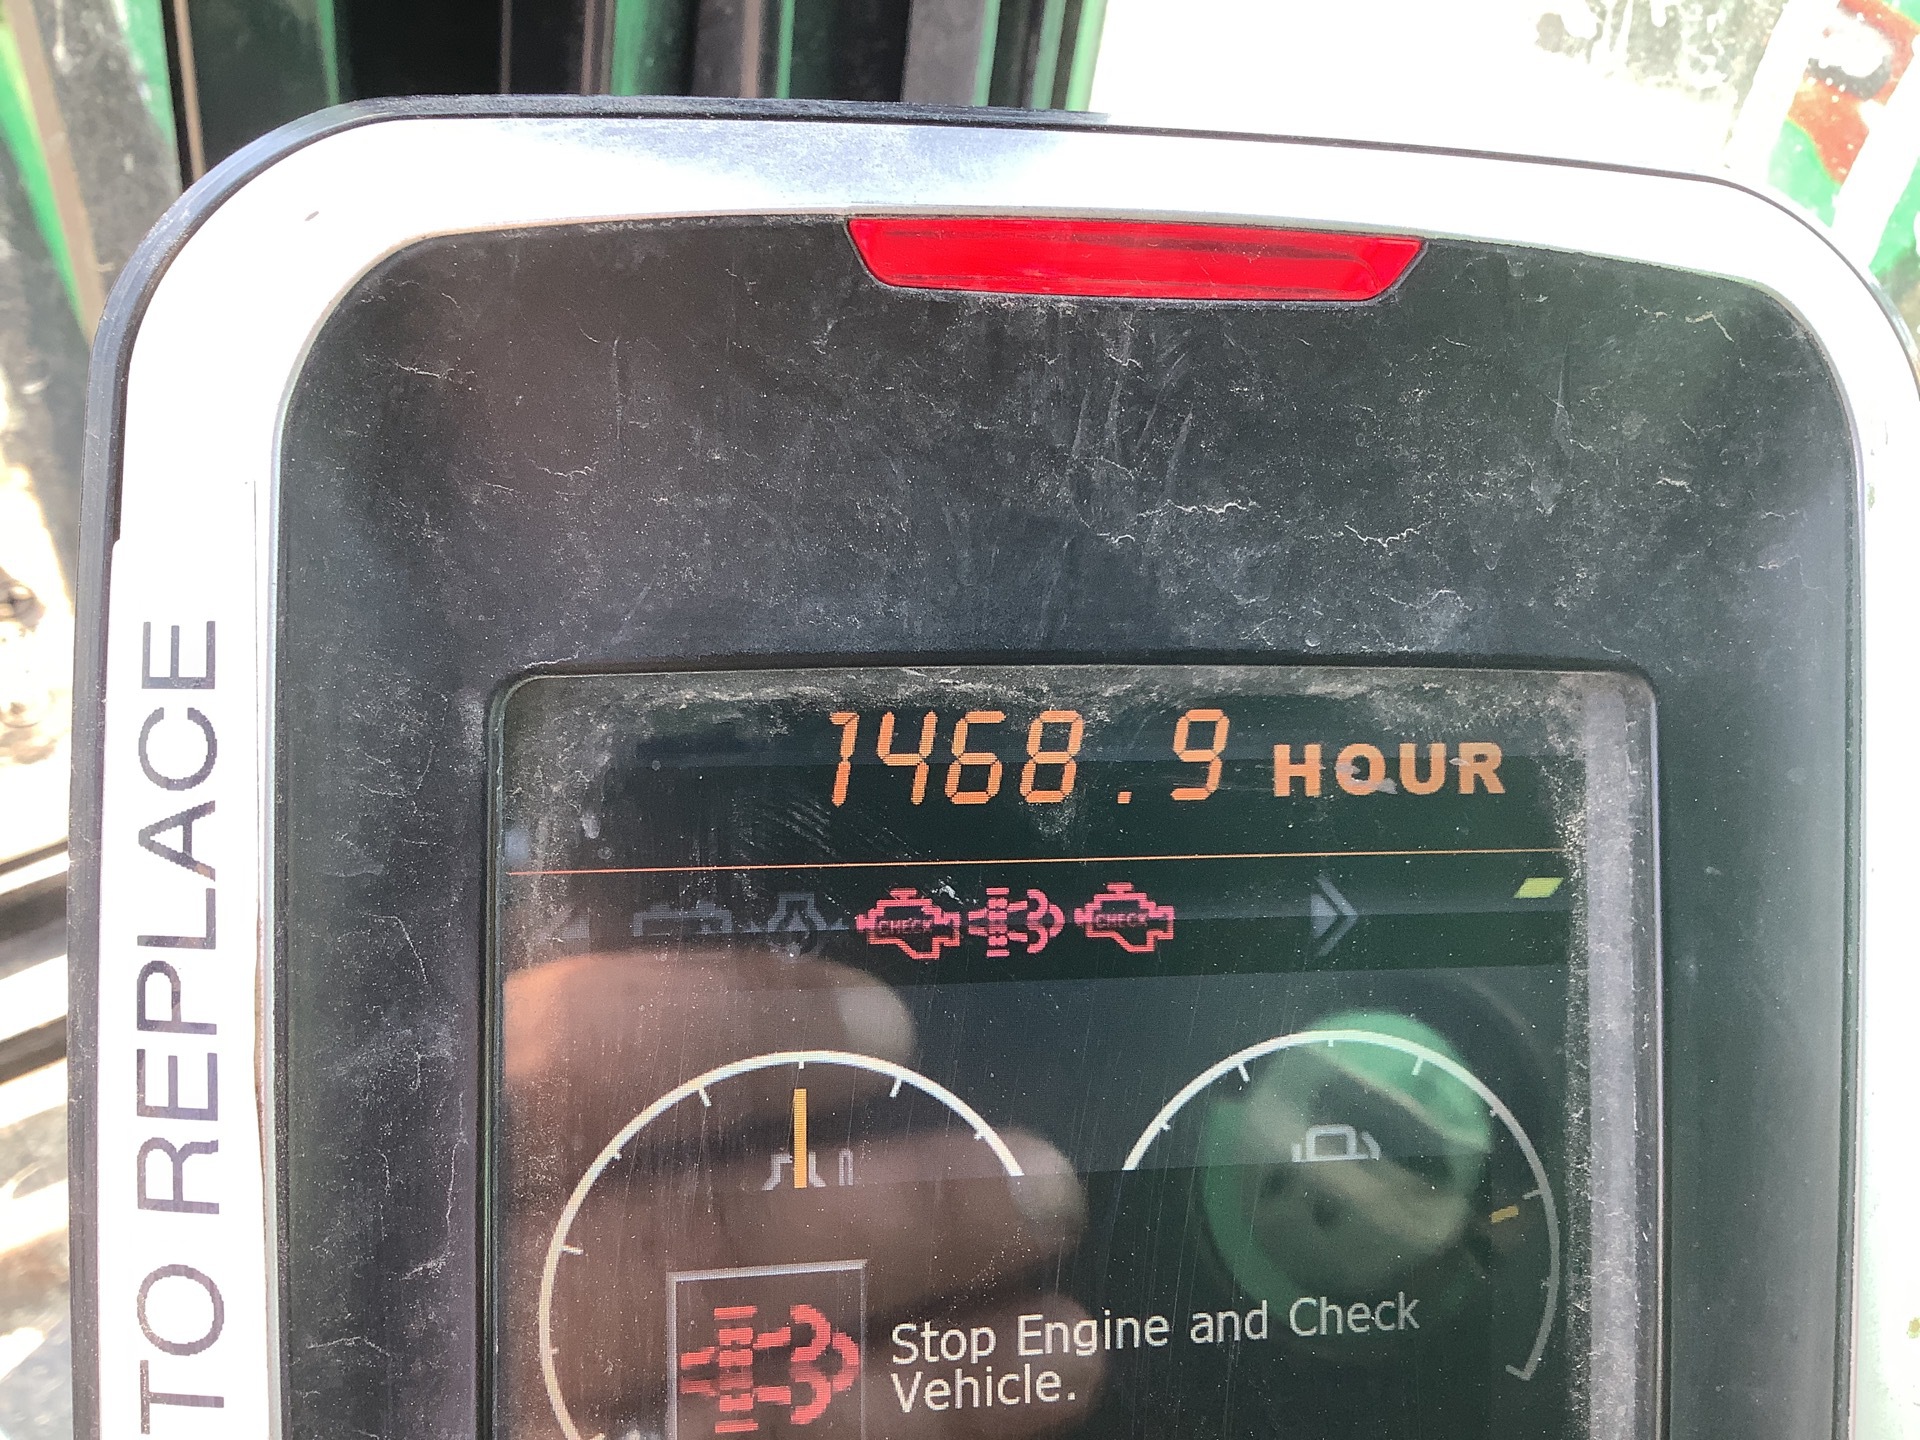 TO REPLACE
1468.9 HOUR
CHECK CHECK
Stop Engine and Check
Vehicle.